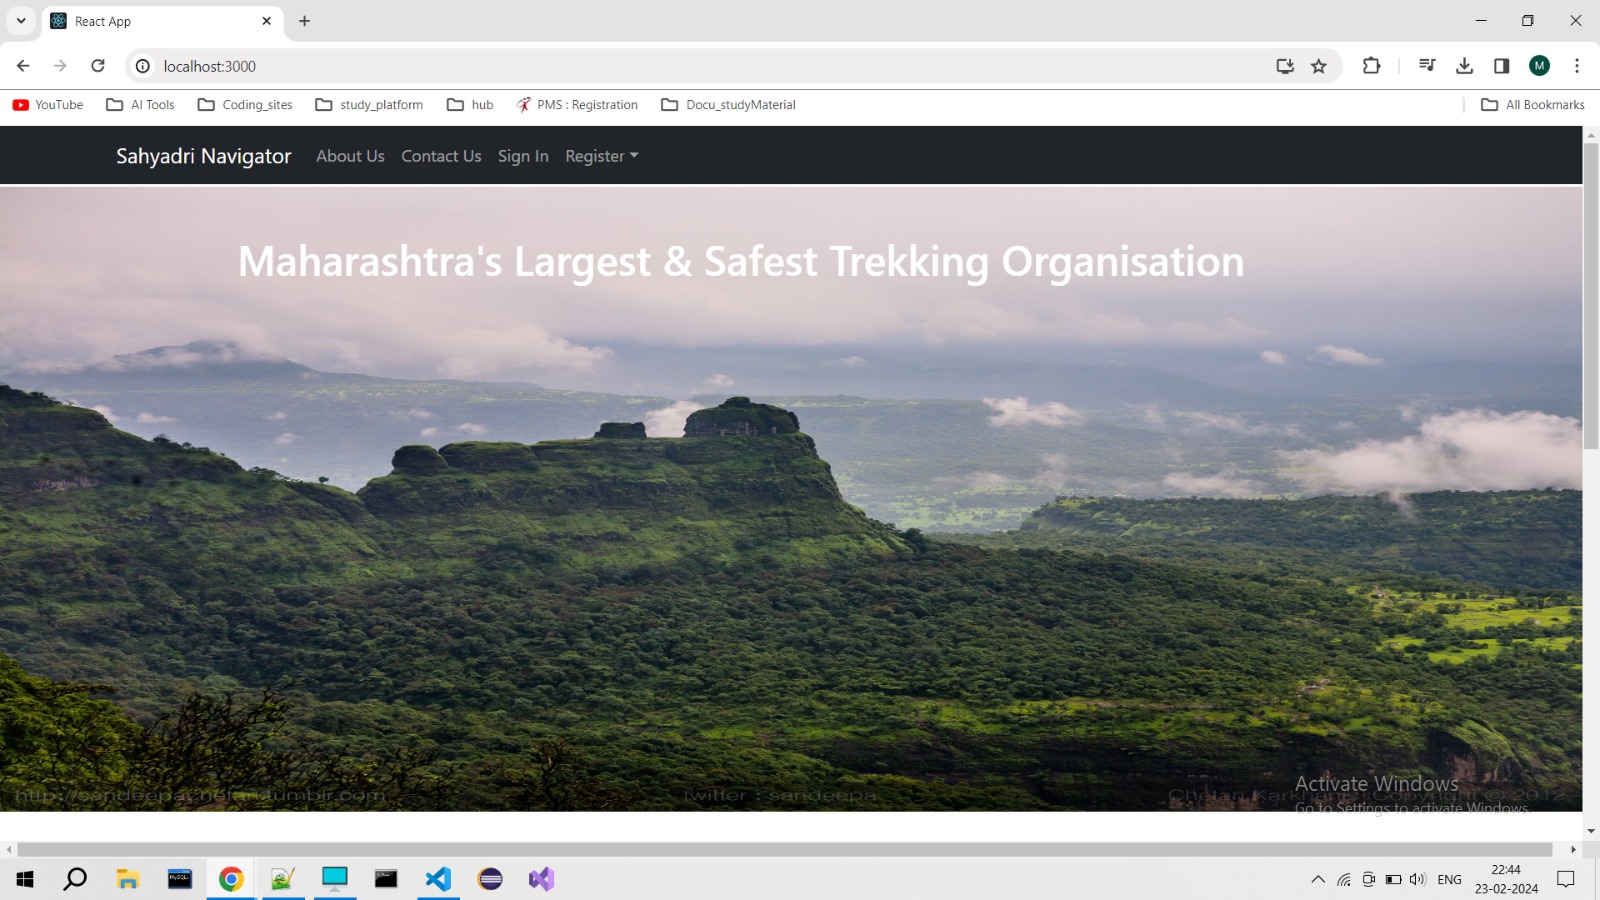 React App
localhost:3000
M
YouTube AI Tools Coding_sites study_platform hub PMS : Registration Docu_studyMaterial All Bookmarks
Sahyadri Navigator About Us Contact Us Sign In Register
Maharashtra's Largest & Safest Trekking Organisation
Activate Windows
http://sandeepachetan.tumblr.com twitter : sandeepa Chetan Karkhanis Copyright © 2012
Go to Settings to activate Windows.
ENG 22:44
23-02-2024